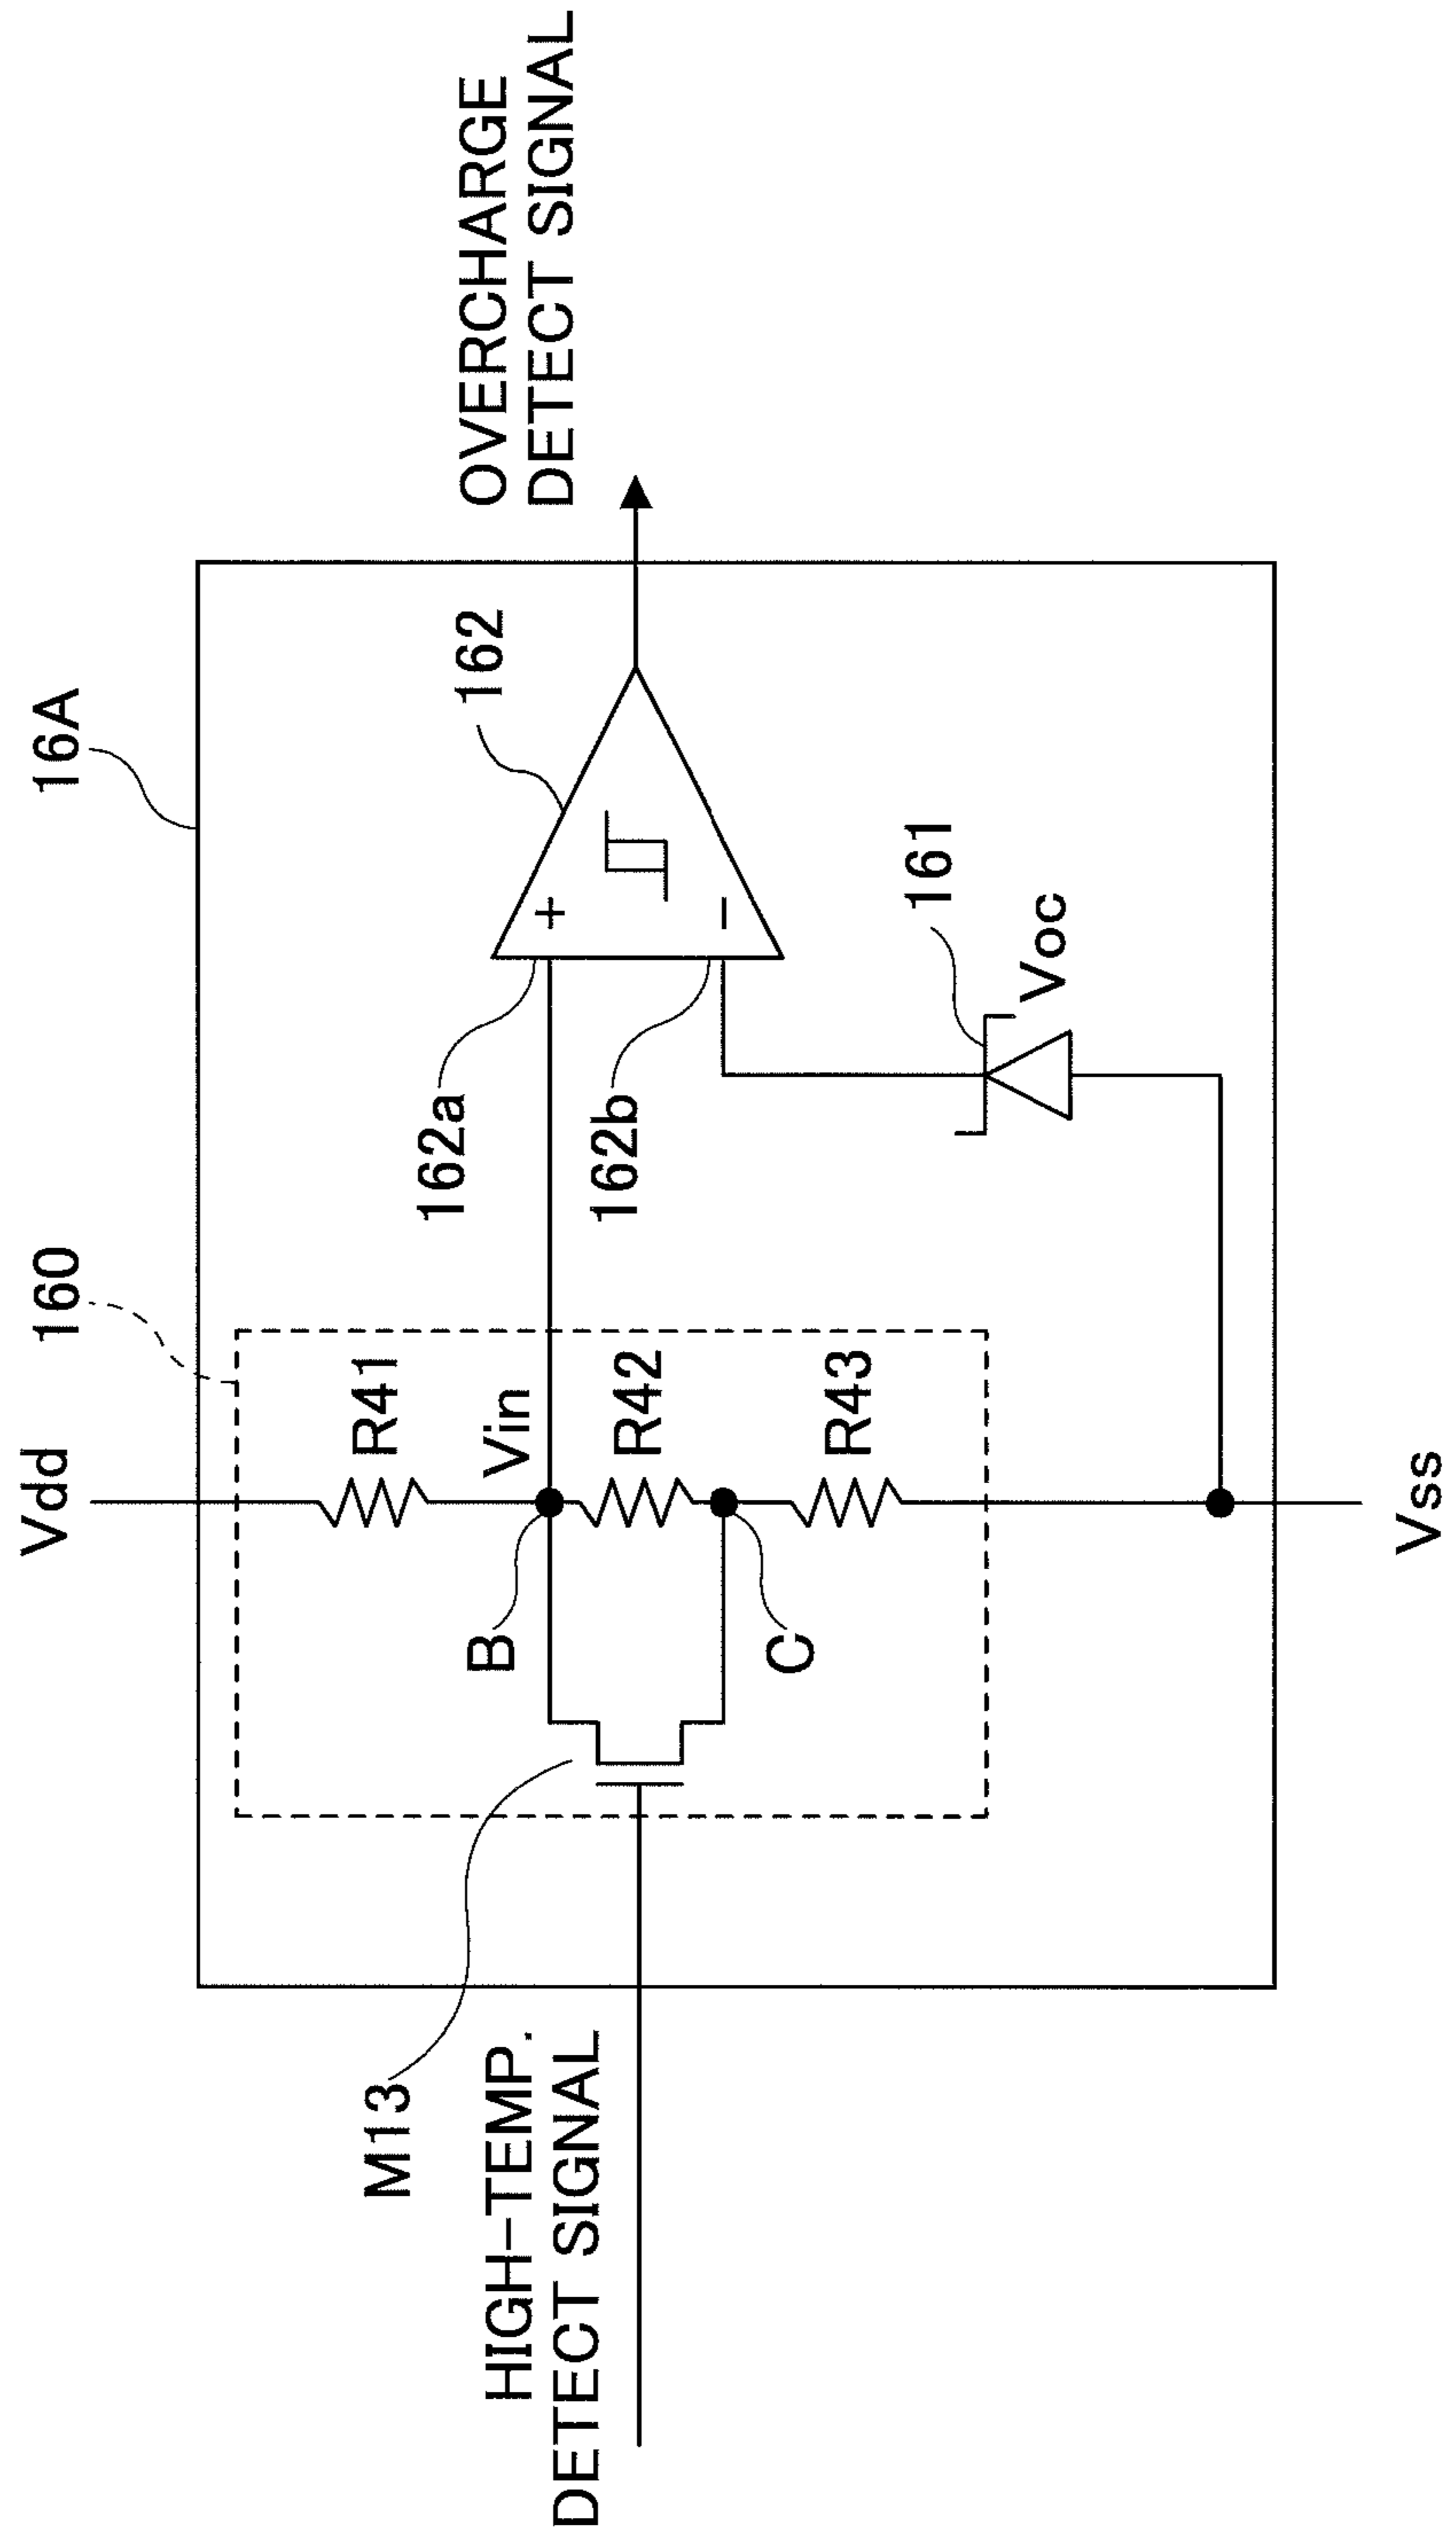 16A
Vdd
160
R41
Vin
B
R42
C
R43
M13
HIGH-TEMP.
DETECT SIGNAL
162a
162b
+
−
162
161
Voc
OVERCHARGE
DETECT SIGNAL
Vss